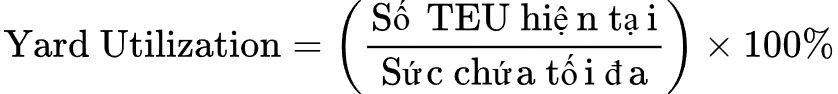 Yard Utilization = ( Số TEU hiện tại / Sức chứa tối đa ) × 100%